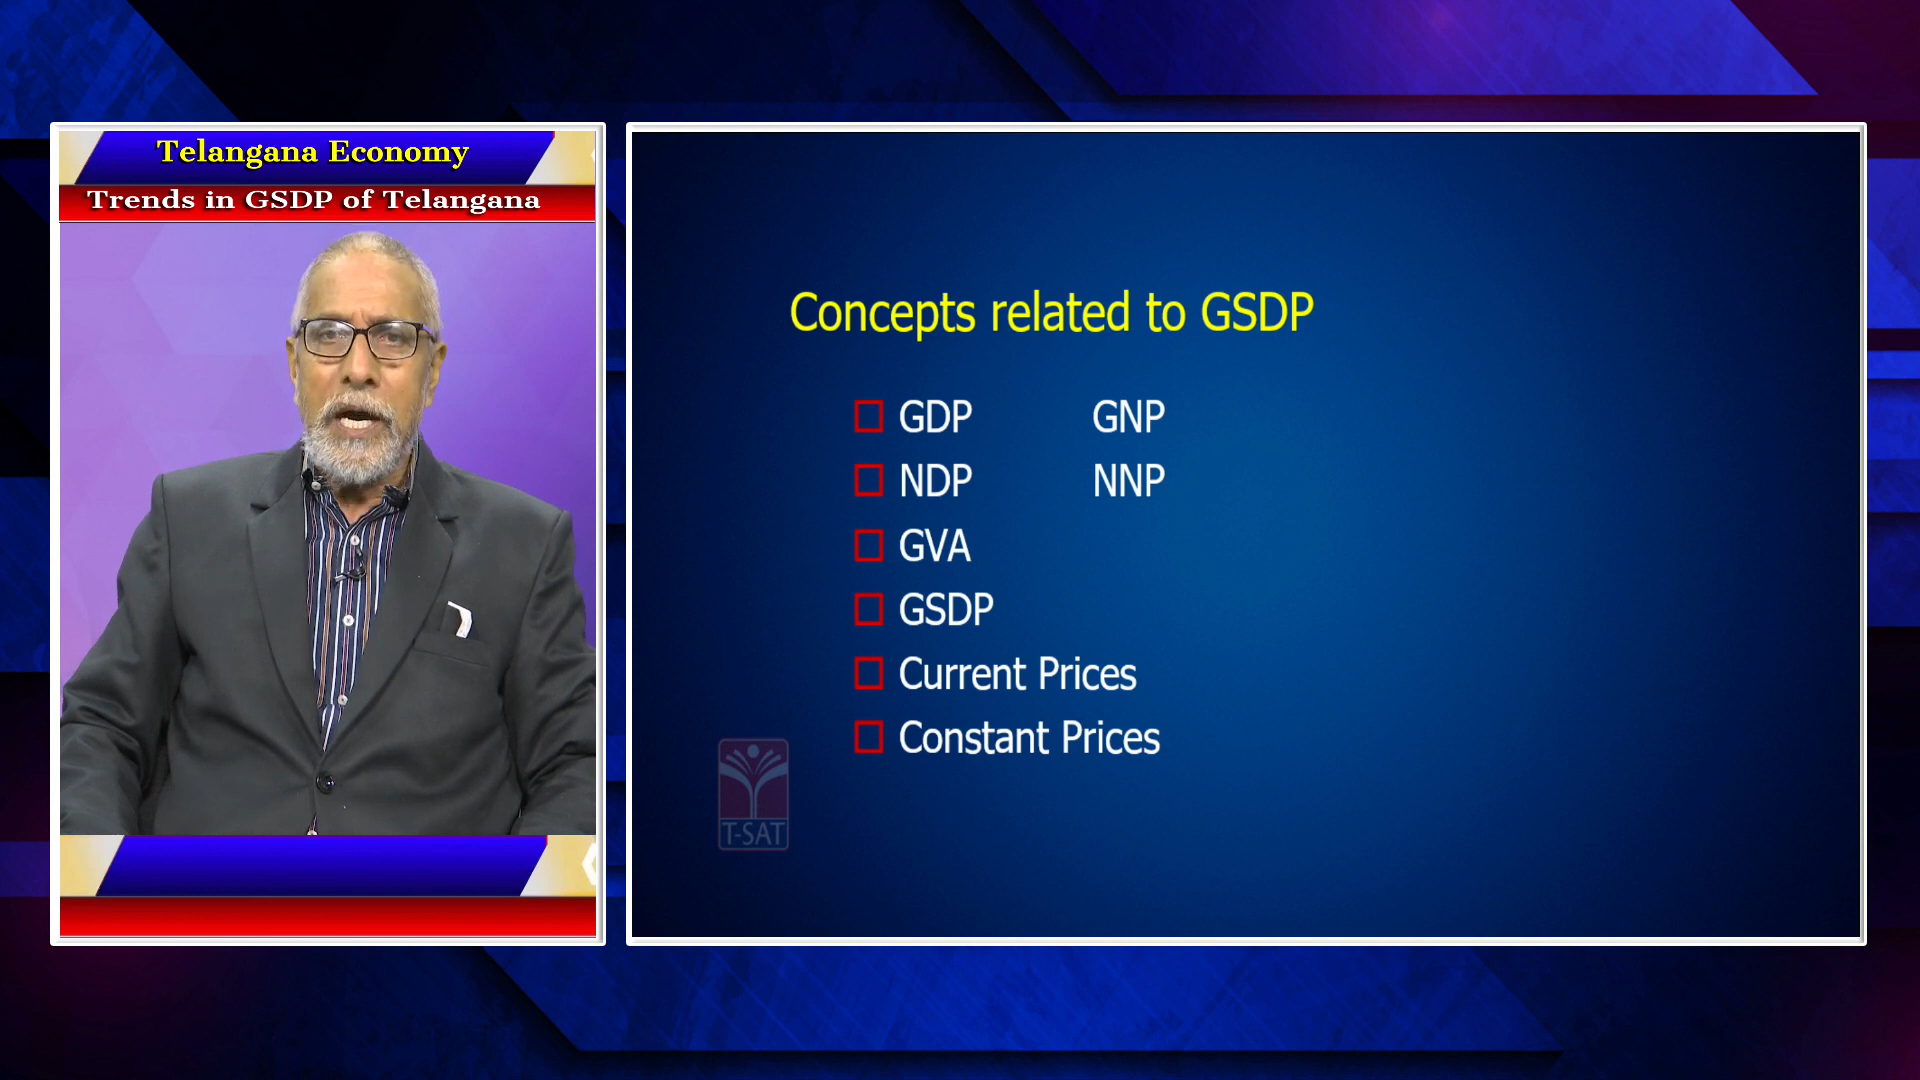 Telangana Economy
Trends in GSDP of Telangana
Concepts related to GSDP
GDP GNP
NDP NNP
GVA
GSDP
Current Prices
Constant Prices
T-SAT